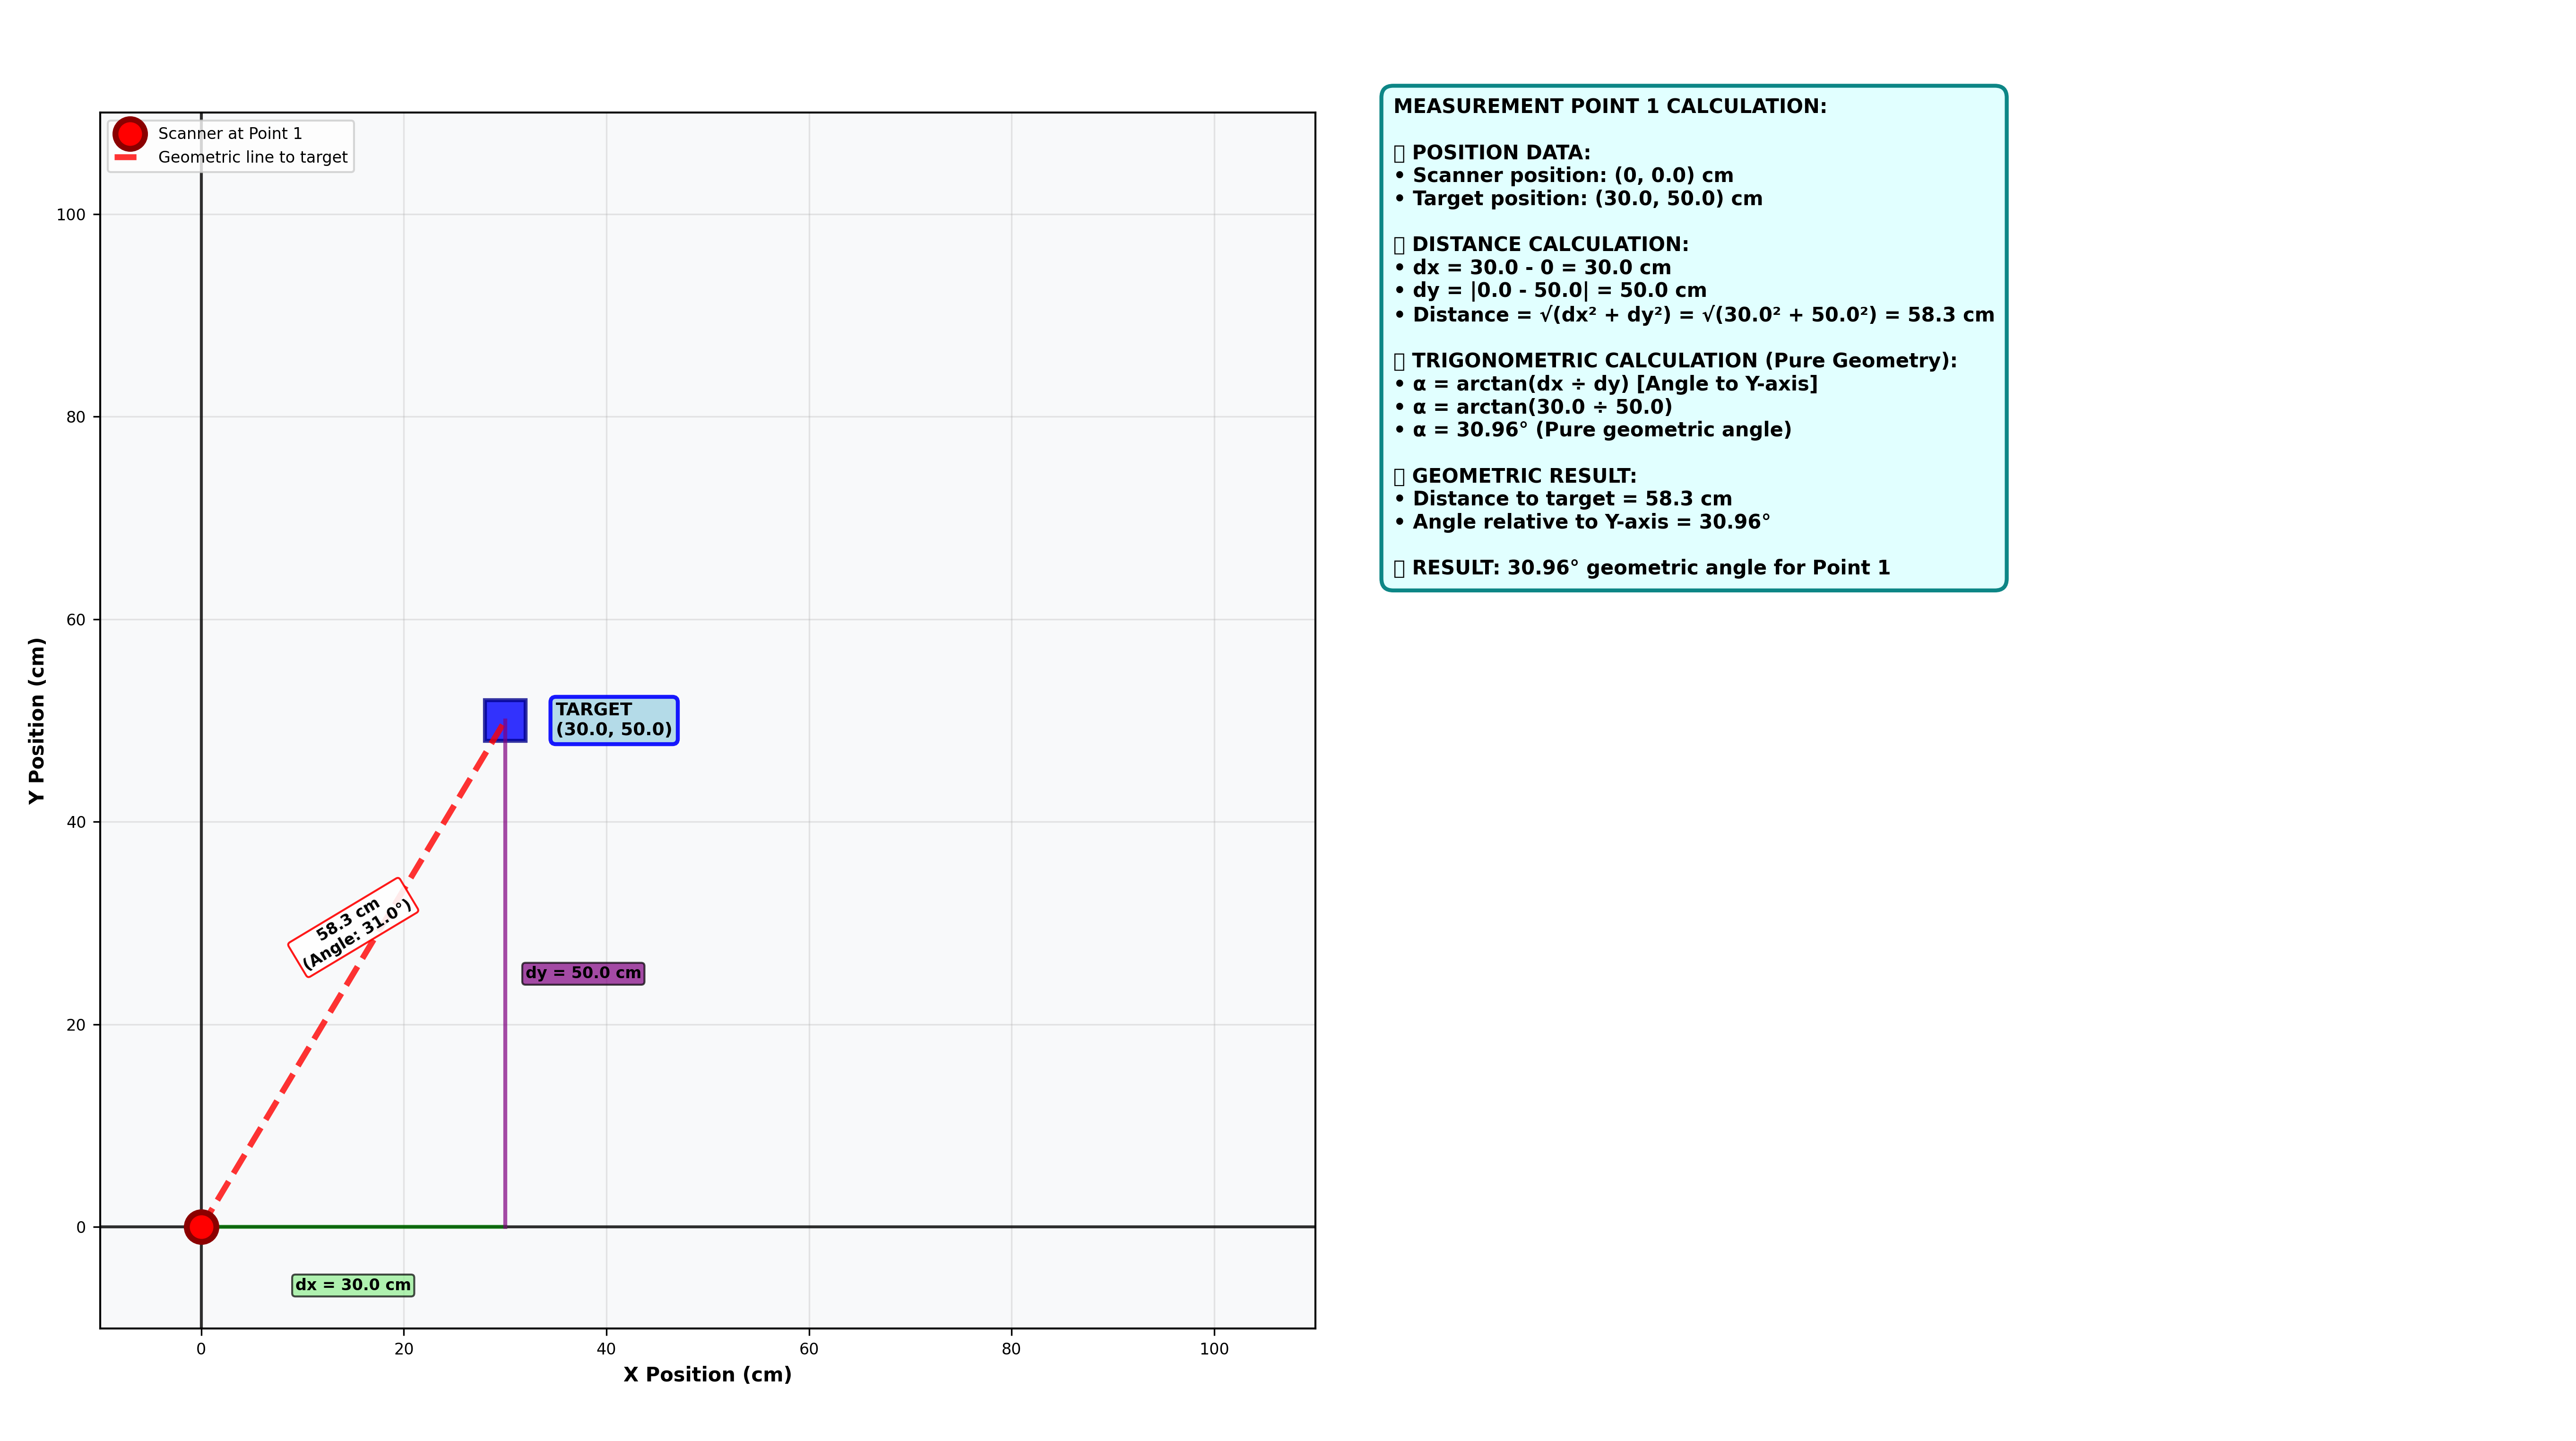 Scanner at Point 1
Geometric line to target
100
80
60
40
20
0
Y Position (cm)
TARGET
(30.0, 50.0)
58.3 cm
(Angle: 31.0°)
dy = 50.0 cm
dx = 30.0 cm
0
20
40
60
80
100
X Position (cm)
MEASUREMENT POINT 1 CALCULATION:
▯ POSITION DATA:
• Scanner position: (0, 0.0) cm
• Target position: (30.0, 50.0) cm
▯ DISTANCE CALCULATION:
• dx = 30.0 - 0 = 30.0 cm
• dy = |0.0 - 50.0| = 50.0 cm
• Distance = √(dx² + dy²) = √(30.0² + 50.0²) = 58.3 cm
▯ TRIGONOMETRIC CALCULATION (Pure Geometry):
• α = arctan(dx ÷ dy) [Angle to Y-axis]
• α = arctan(30.0 ÷ 50.0)
• α = 30.96° (Pure geometric angle)
▯ GEOMETRIC RESULT:
• Distance to target = 58.3 cm
• Angle relative to Y-axis = 30.96°
▯ RESULT: 30.96° geometric angle for Point 1